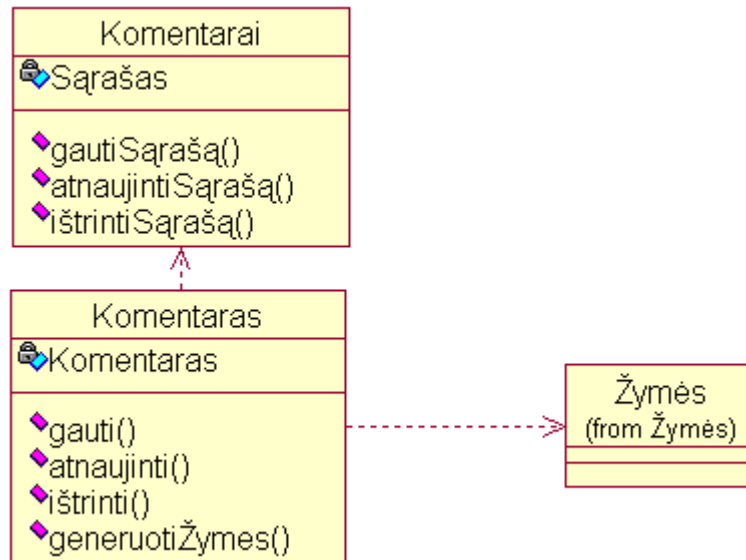 Komentarai
Sąrašas
gautiSąrašą()
atnaujintiSąrašą()
ištrintiSąrašą()
Komentaras
Komentaras
gauti()
atnaujinti()
ištrinti()
generuotiŽymes()
Žymės
(from Žymės)